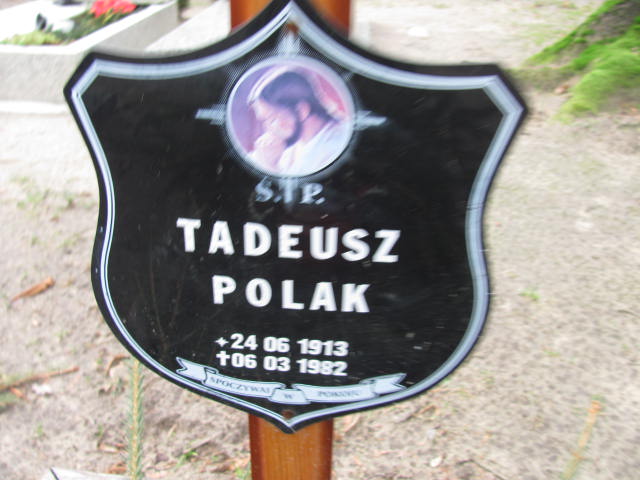 Ś.†P.
TADEUSZ
POLAK
+24 06 1913
†06 03 1982
SPOCZYWAJ W POKOJU